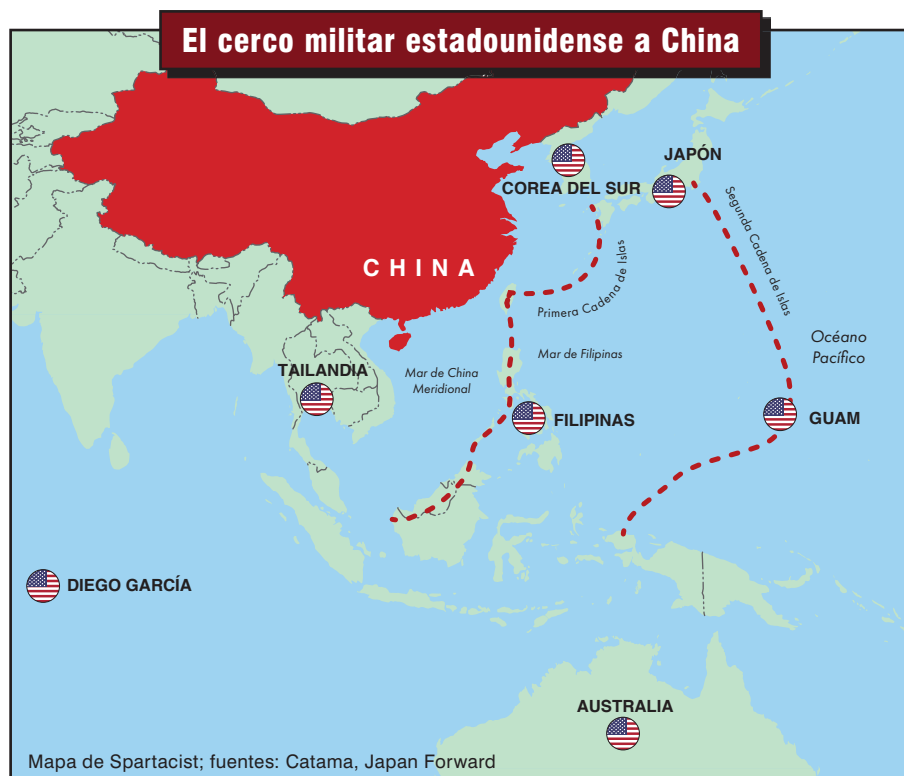 El cerco militar estadounidense a China
JAPÓN
COREA DEL SUR
Segunda Cadena de Islas
CHINA
Primera Cadena de Islas
Océano
Pacífico
Mar de Filipinas
TAILANDIA
Mar de China
Meridional
FILIPINAS
GUAM
DIEGO GARCÍA
AUSTRALIA
Mapa de Spartacist; fuentes: Catama, Japan Forward